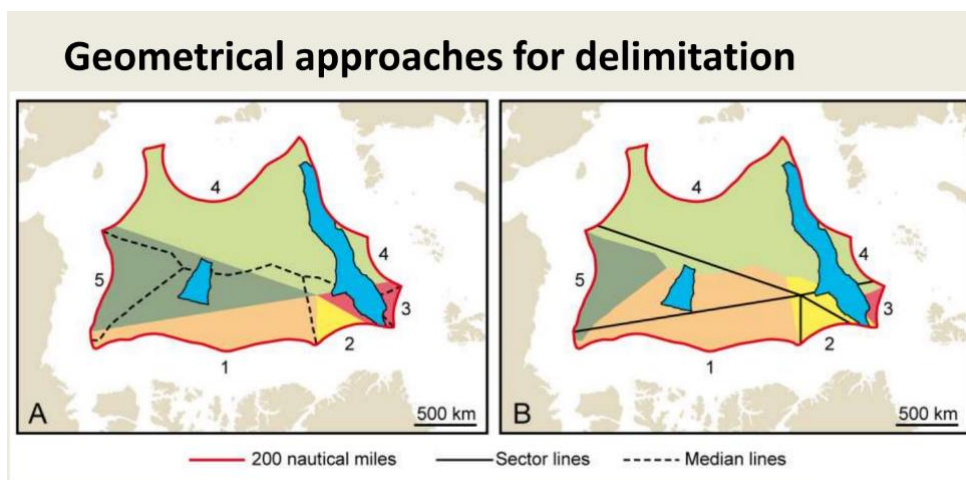 Geometrical approaches for delimitation
4
4
5
3
2
1
A
500 km
4
4
5
3
2
1
B
500 km
200 nautical miles
Sector lines
Median lines